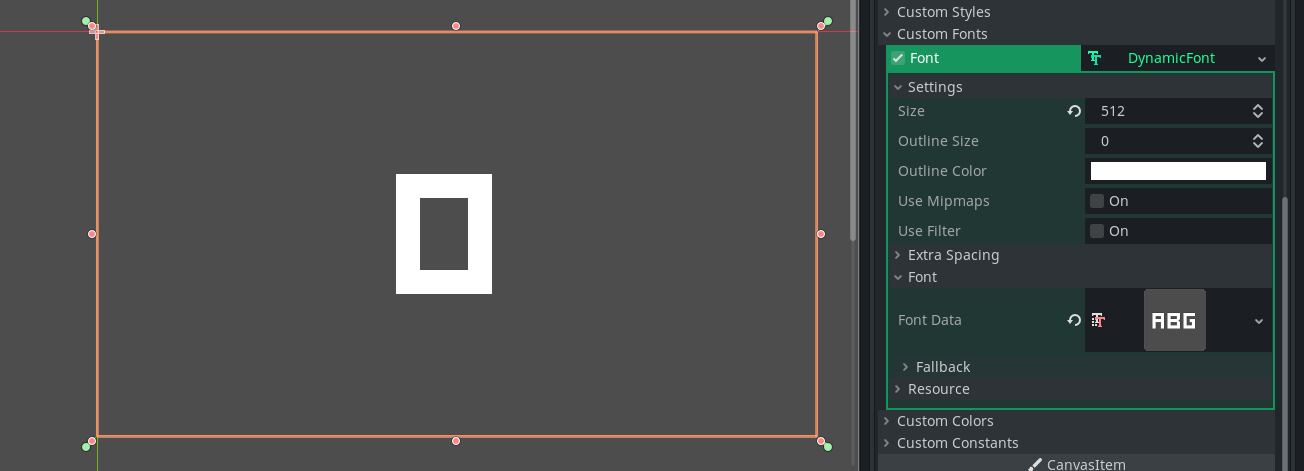 0
Custom Styles
Custom Fonts
Font DynamicFont
Settings
Size 512
Outline Size 0
Outline Color
Use Mipmaps On
Use Filter On
Extra Spacing
Font
Font Data ABG
Fallback
Resource
Custom Colors
Custom Constants
CanvasItem